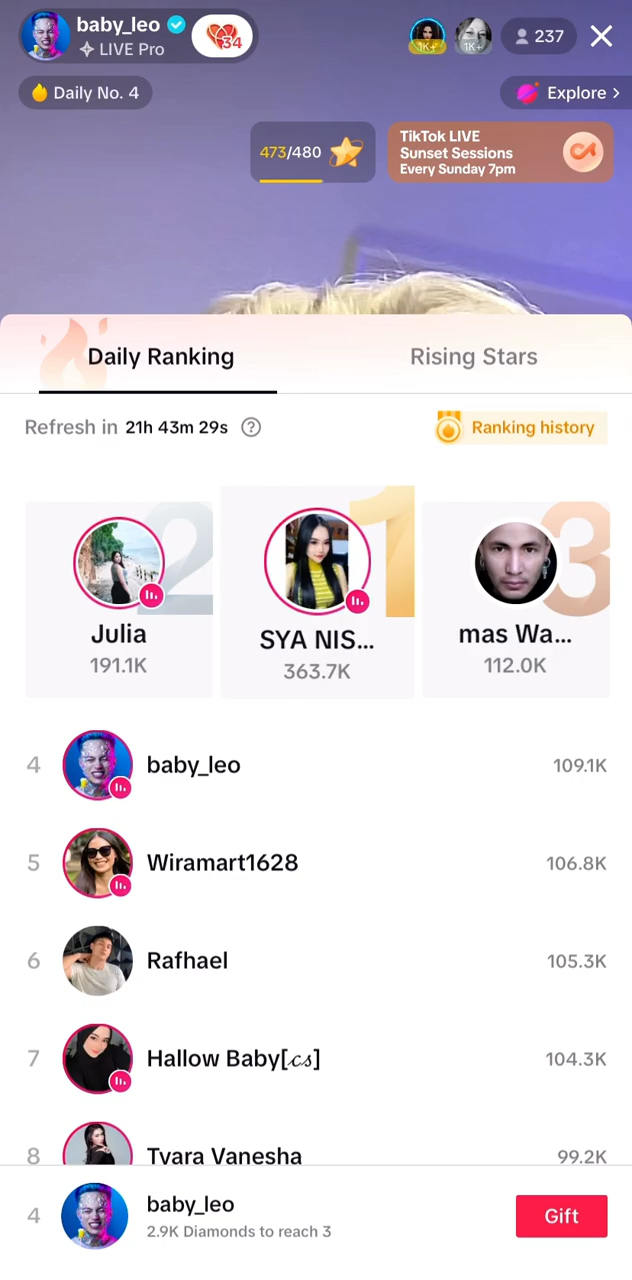 baby_leo
LIVE Pro
34
1K+
1K+
237
Daily No. 4
Explore >
473/480
TikTok LIVE
Sunset Sessions
Every Sunday 7pm
Daily Ranking
Rising Stars
Refresh in 21h 43m 29s ?
Ranking history
2
Julia
191.1K
1
SYA NIS...
363.7K
3
mas Wa...
112.0K
4 baby_leo 109.1K
5 Wiramart1628 106.8K
6 Rafhael 105.3K
7 Hallow Baby[𝓬𝓼] 104.3K
8 Tvara Vanesha 99.2K
4 baby_leo
2.9K Diamonds to reach 3
Gift